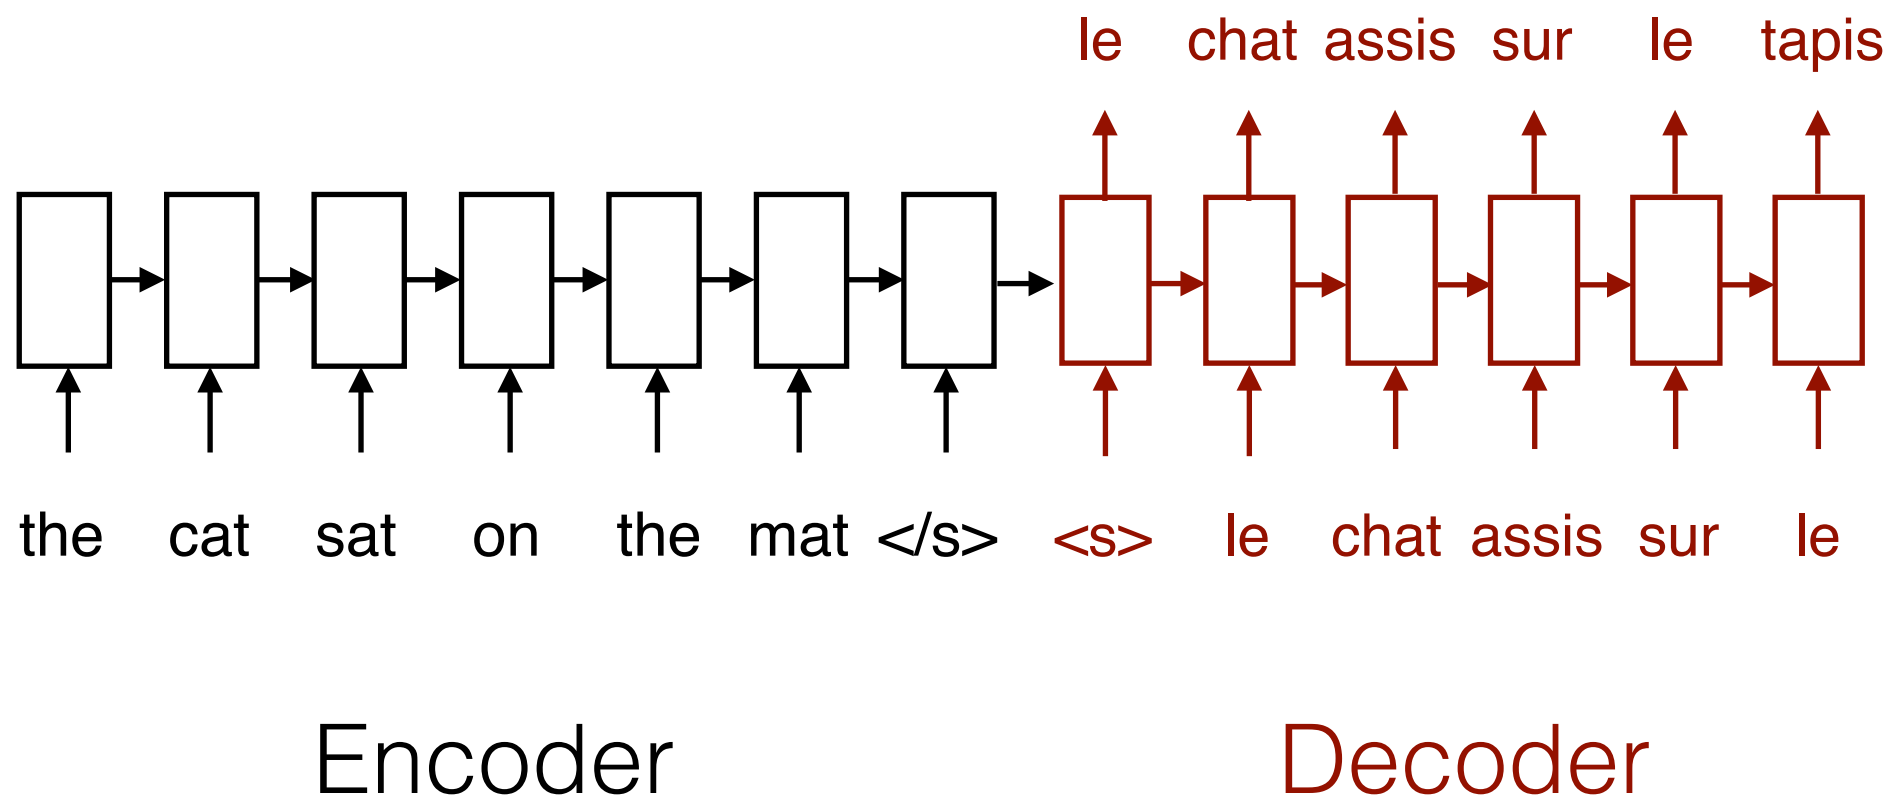 le chat assis sur le tapis
the cat sat on the mat </s> <s> le chat assis sur le
Encoder Decoder